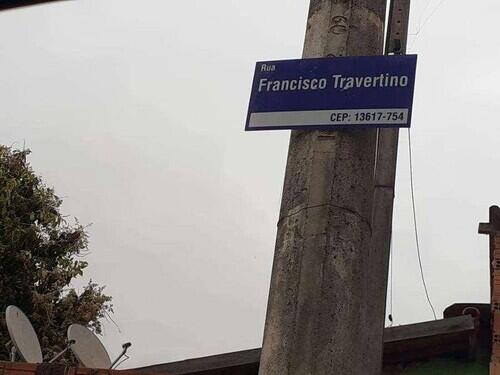 Rua
Francisco Travertino
CEP: 13617-754